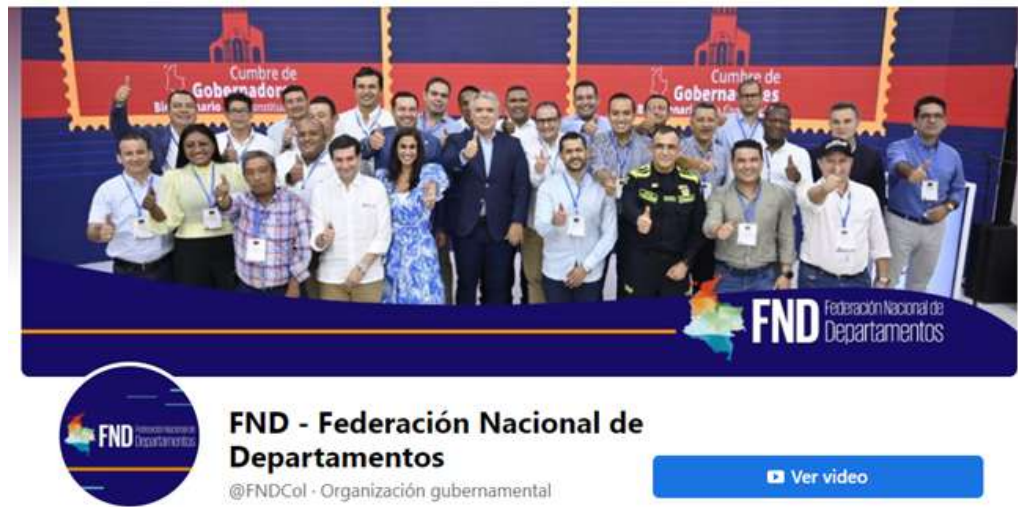 Cumbre de
Gobernadores
Cumbre de
Gobernadores
FND Federación Nacional de
Departamentos
FND Federación Nacional de
Departamentos
FND - Federación Nacional de
Departamentos
@FNDCol · Organización gubernamental
Ver video